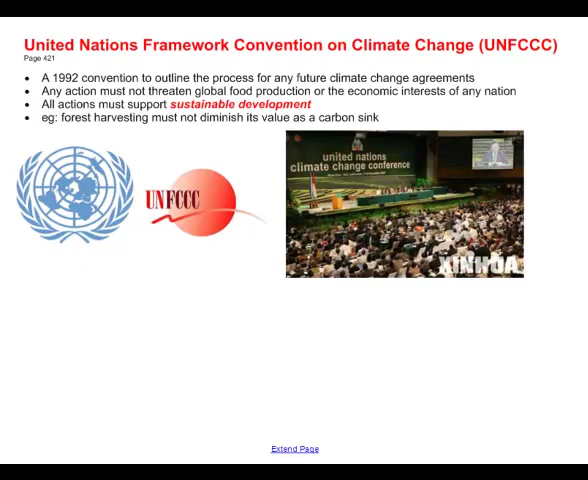 United Nations Framework Convention on Climate Change (UNFCCC)
Page 421
• A 1992 convention to outline the process for any future climate change agreements
• Any action must not threaten global food production or the economic interests of any nation
• All actions must support sustainable development
• eg: forest harvesting must not diminish its value as a carbon sink
UNFCCC
united nations
climate change conference
XINHUA
Extend Page